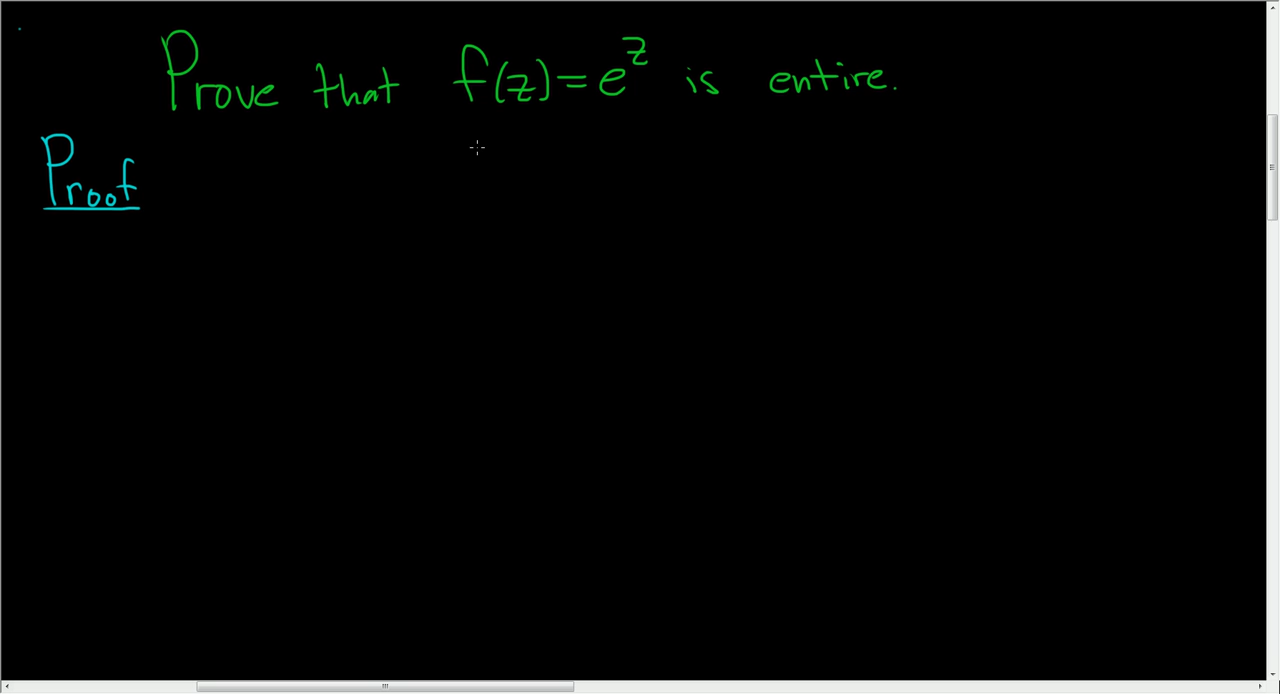 Prove that f(z)=e^z is entire.
Proof